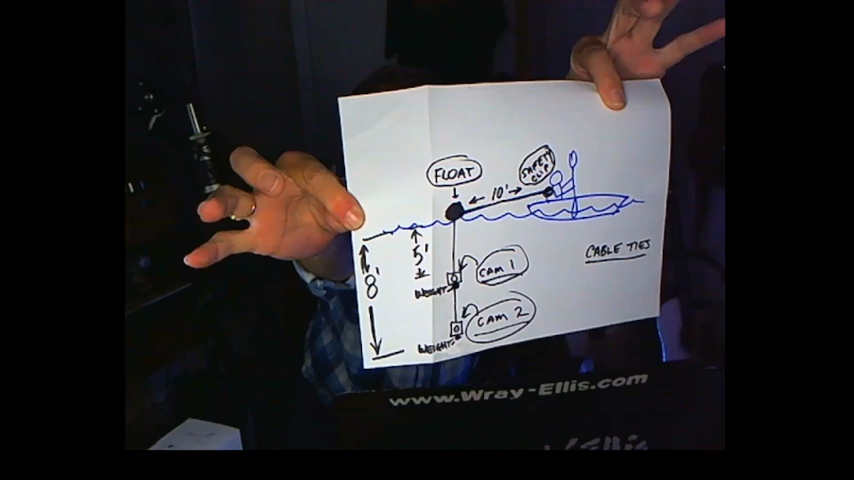 SAFETY
CLIP
FLOAT
10'
5'
CABLE TIES
8'
CAM 1
WEIGHT
CAM 2
WEIGHT
www.Wray-Ellis.com